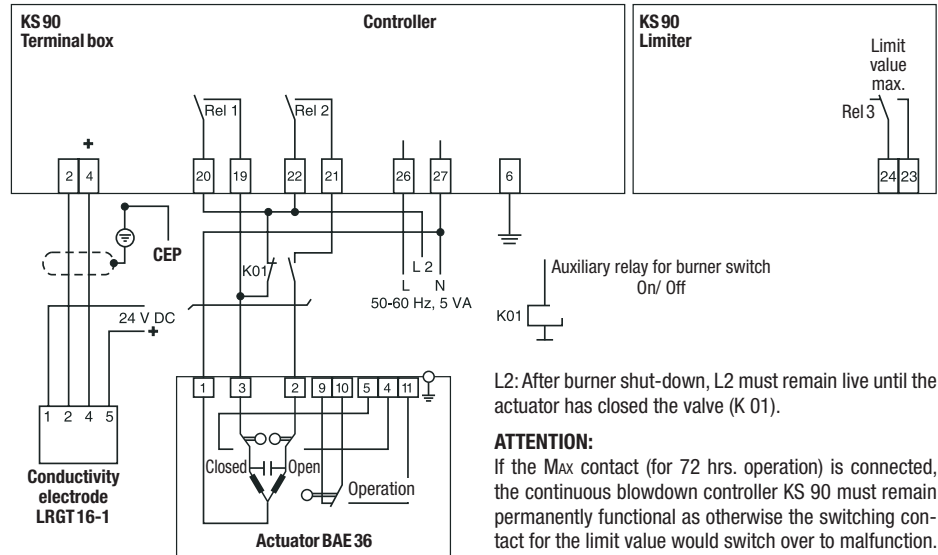 KS 90
Terminal box
Controller
KS 90
Limiter
Limit
value
max.
Rel 1
Rel 2
Rel 3
+
2 4 20 19 22 21 26 27 6 24 23
CEP
K01
L 2
L N
50-60 Hz, 5 VA
Auxiliary relay for burner switch
On/ Off
K01
24 V DC
+
1 2 4 5
Conductivity
electrode
LRGT 16-1
1 3 2 9 10 5 4 11
Closed
Open
Operation
Actuator BAE 36
L2: After burner shut-down, L2 must remain live until the
actuator has closed the valve (K 01).
ATTENTION:
If the MAX contact (for 72 hrs. operation) is connected,
the continuous blowdown controller KS 90 must remain
permanently functional as otherwise the switching con-
tact for the limit value would switch over to malfunction.